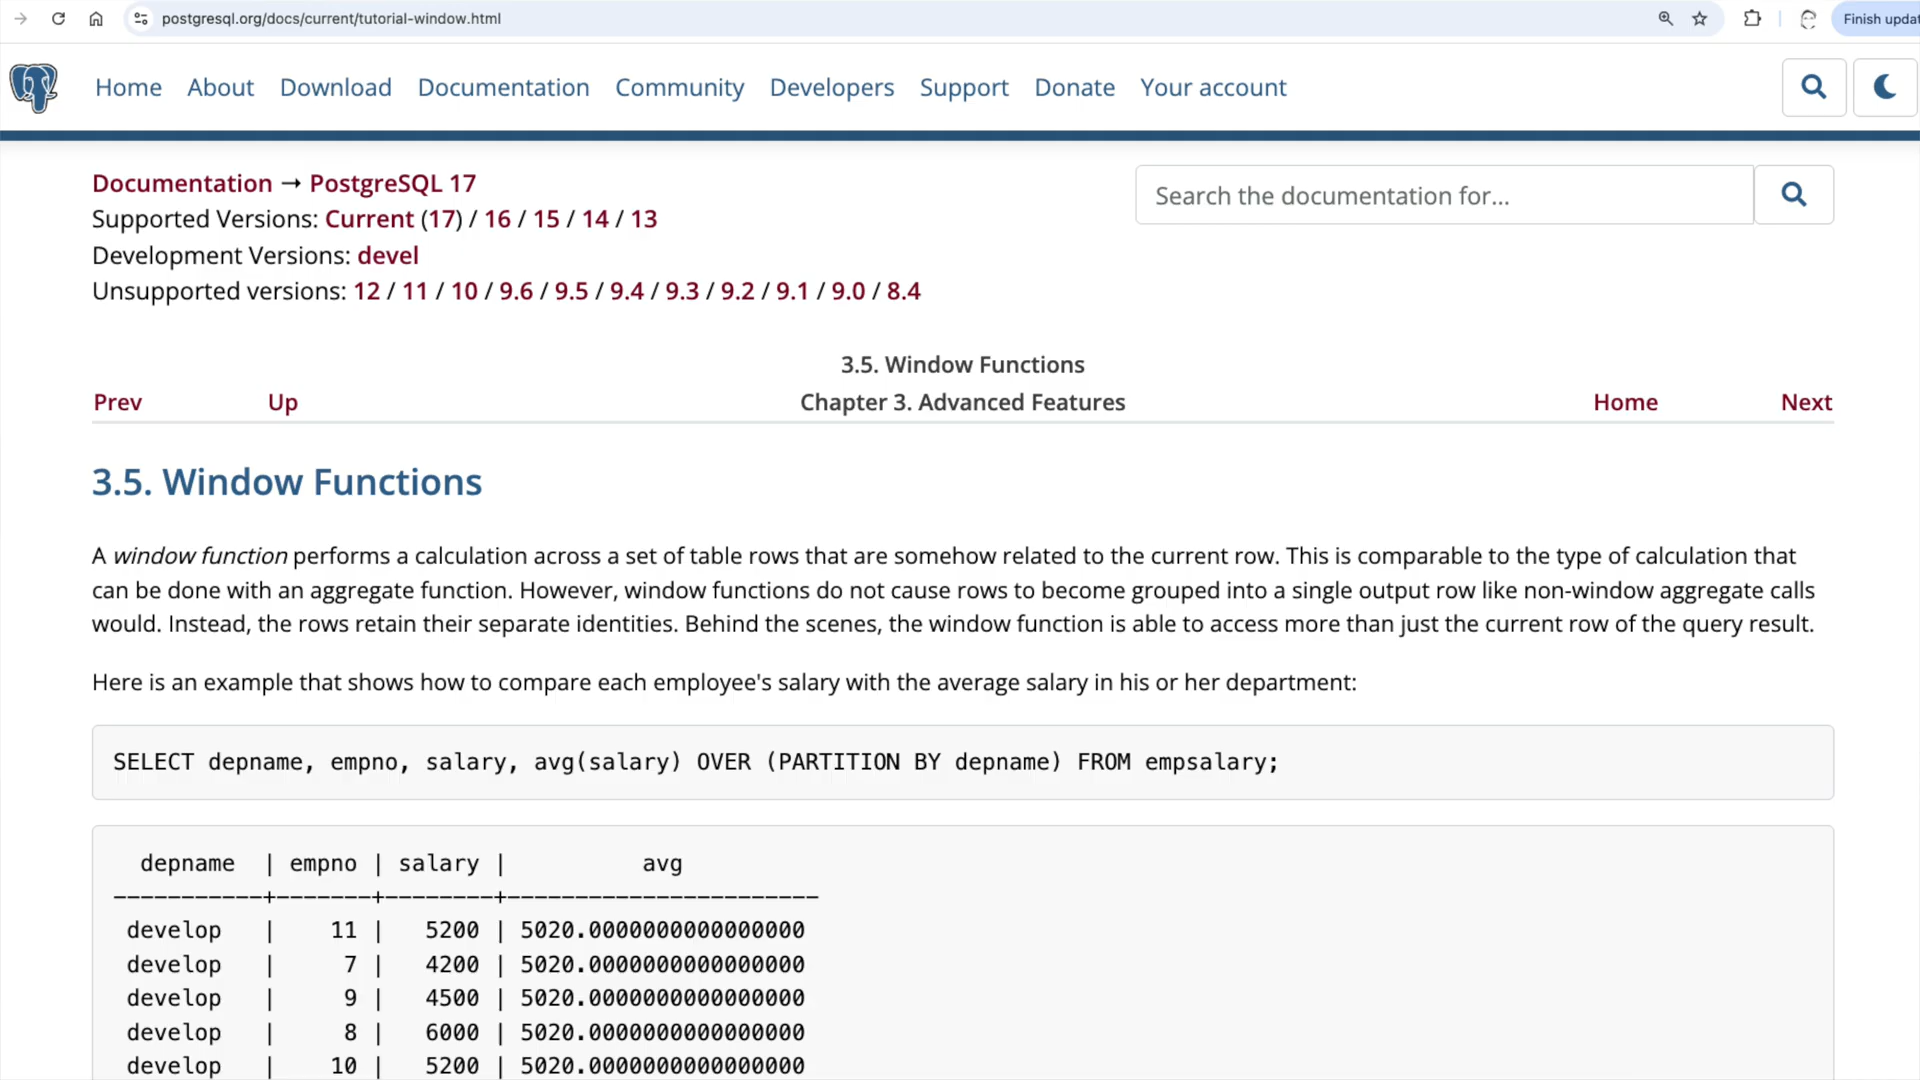 postgresql.org/docs/current/tutorial-window.html
Finish updat
Home About Download Documentation Community Developers Support Donate Your account
Documentation → PostgreSQL 17
Search the documentation for...
Supported Versions: Current (17) / 16 / 15 / 14 / 13
Development Versions: devel
Unsupported versions: 12 / 11 / 10 / 9.6 / 9.5 / 9.4 / 9.3 / 9.2 / 9.1 / 9.0 / 8.4
3.5. Window Functions
Prev Up Chapter 3. Advanced Features Home Next
3.5. Window Functions
A window function performs a calculation across a set of table rows that are somehow related to the current row. This is comparable to the type of calculation that
can be done with an aggregate function. However, window functions do not cause rows to become grouped into a single output row like non-window aggregate calls
would. Instead, the rows retain their separate identities. Behind the scenes, the window function is able to access more than just the current row of the query result.
Here is an example that shows how to compare each employee's salary with the average salary in his or her department:
SELECT depname, empno, salary, avg(salary) OVER (PARTITION BY depname) FROM empsalary;
depname | empno | salary | avg
-----------+-------+--------+-----------------------
develop | 11 | 5200 | 5020.0000000000000000
develop | 7 | 4200 | 5020.0000000000000000
develop | 9 | 4500 | 5020.0000000000000000
develop | 8 | 6000 | 5020.0000000000000000
develop | 10 | 5200 | 5020.0000000000000000